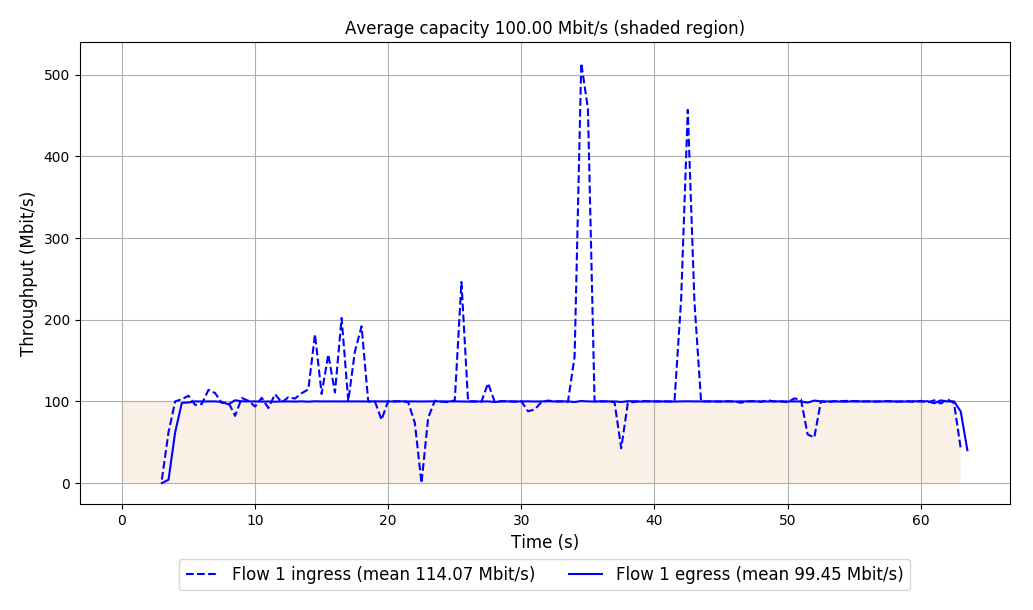 Average capacity 100.00 Mbit/s (shaded region)
500
400
300
200
100
0
Throughput (Mbit/s)
0 10 20 30 40 50 60
Time (s)
Flow 1 ingress (mean 114.07 Mbit/s) Flow 1 egress (mean 99.45 Mbit/s)